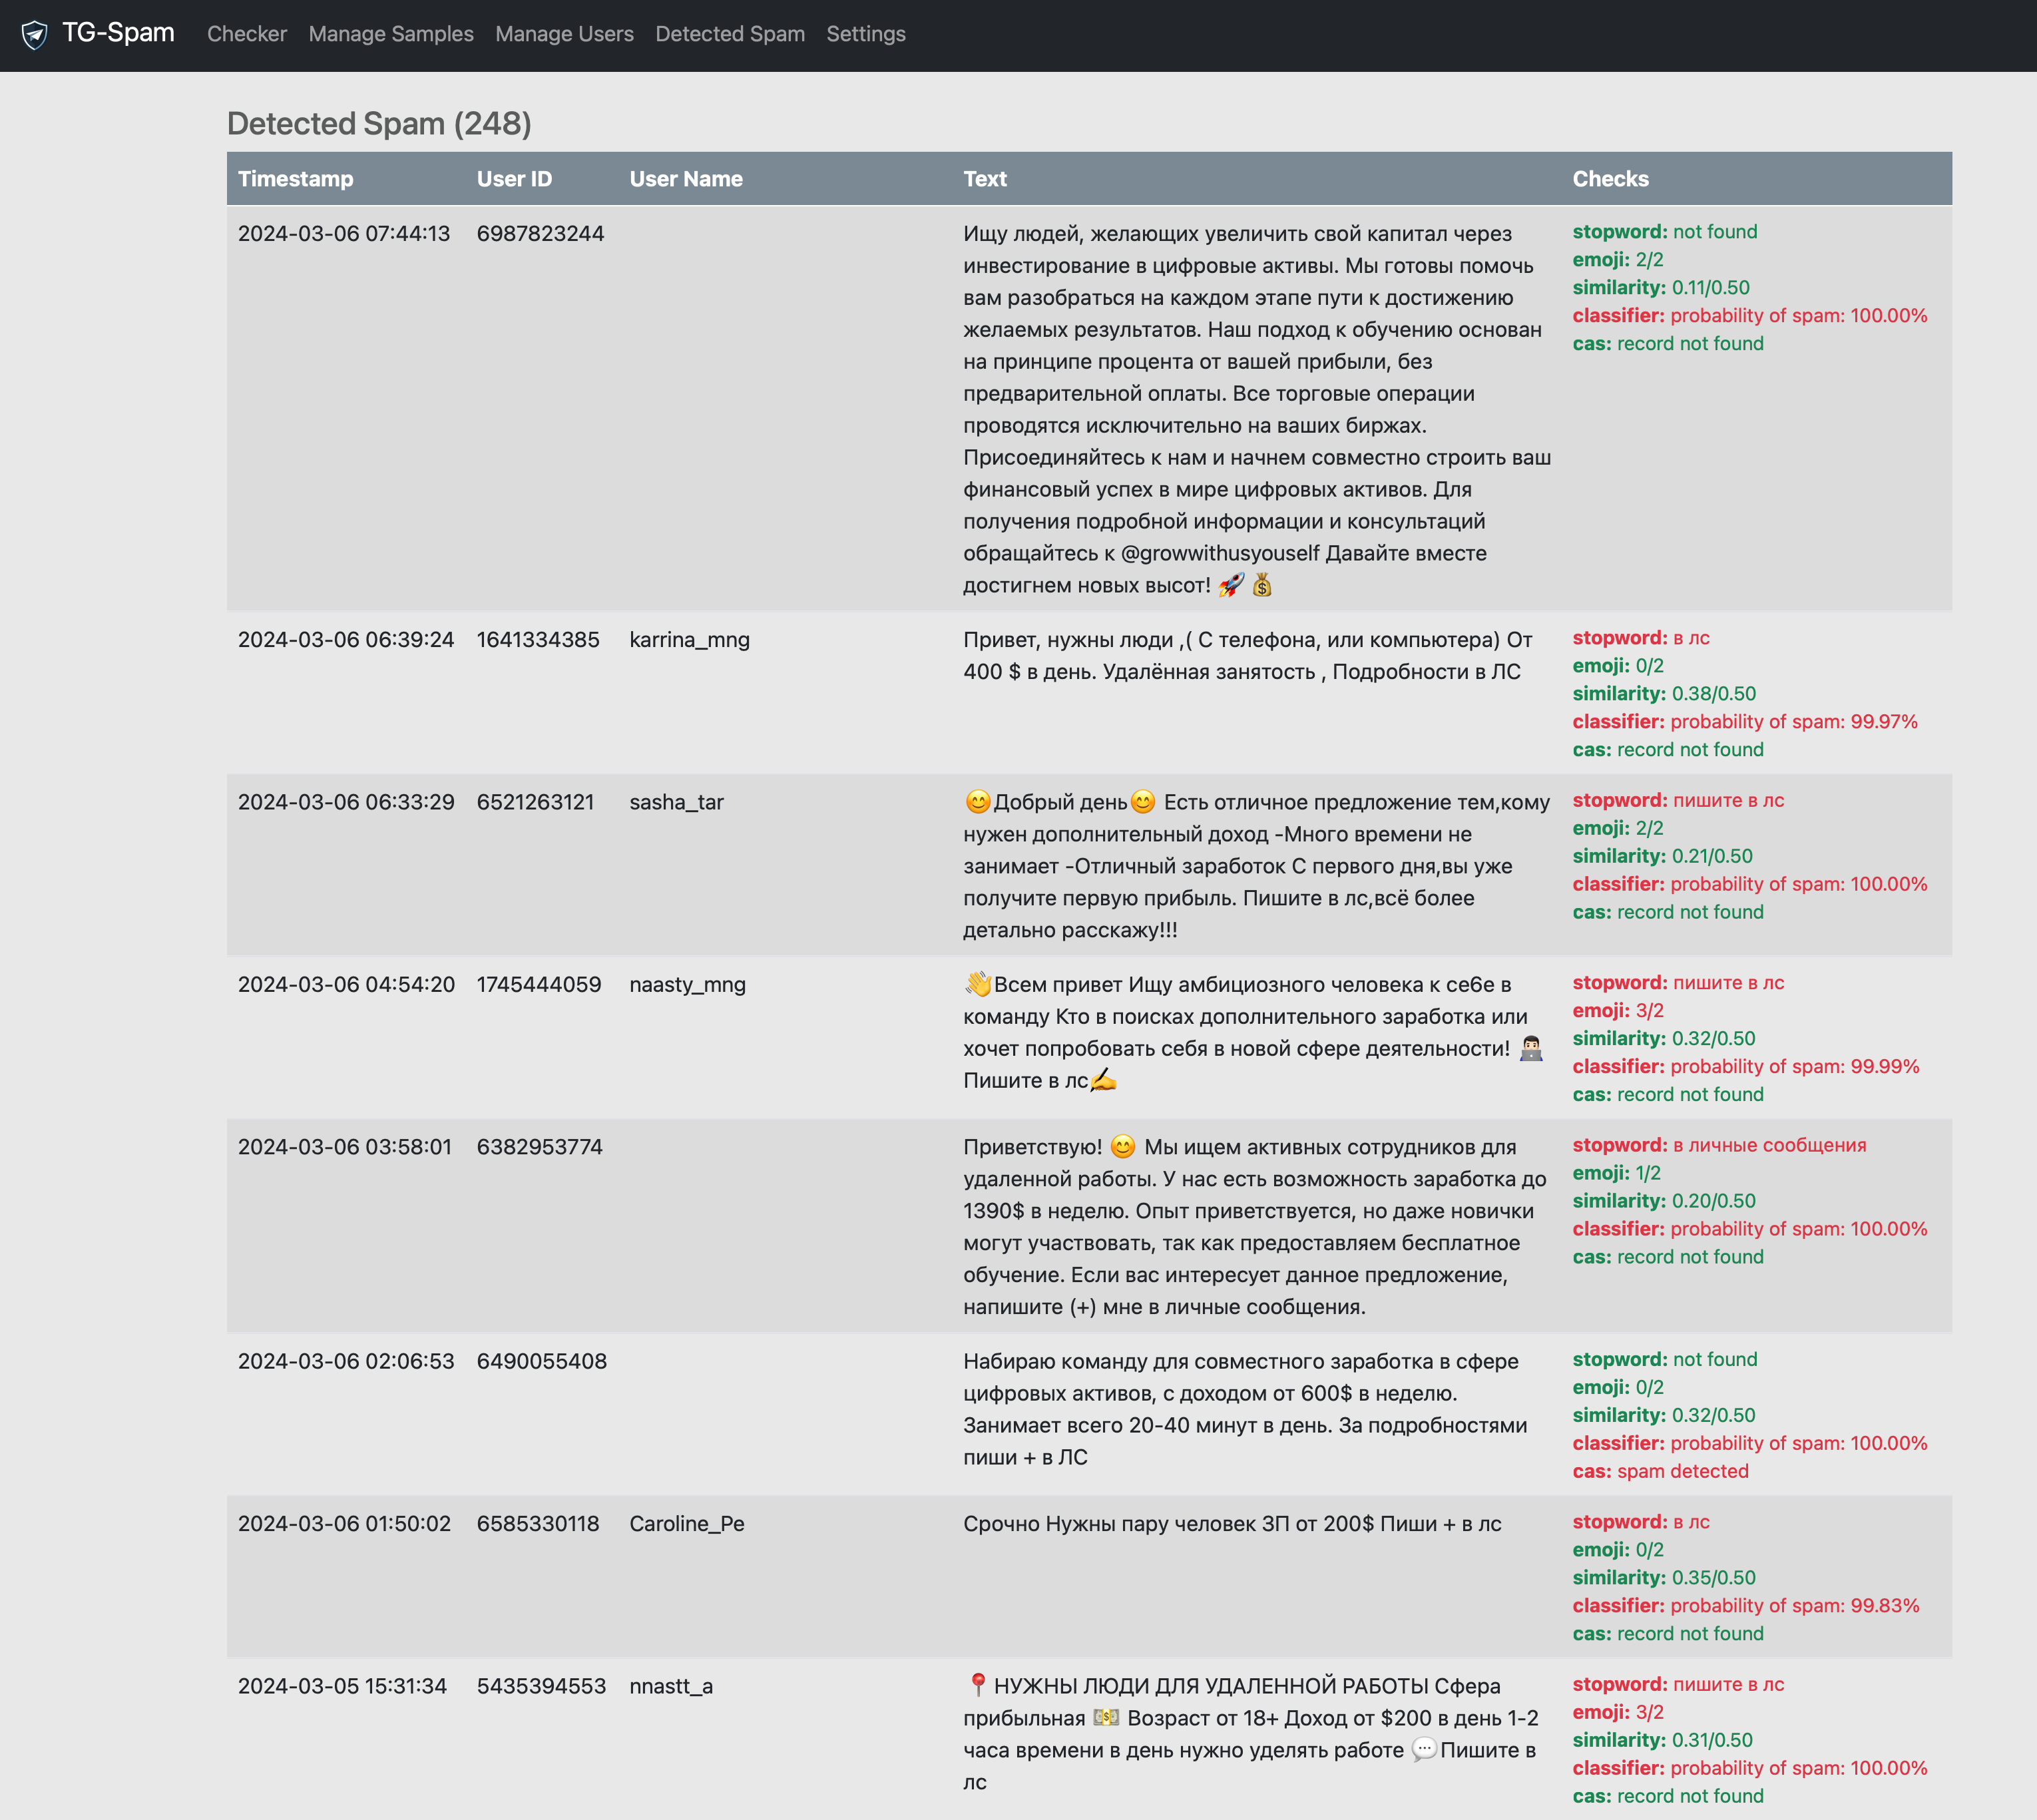 TG-Spam Checker Manage Samples Manage Users Detected Spam Settings
Detected Spam (248)
Timestamp User ID User Name Text Checks
2024-03-06 07:44:13 6987823244
Ищу людей, желающих увеличить свой капитал через
инвестирование в цифровые активы. Мы готовы помочь
вам разобраться на каждом этапе пути к достижению
желаемых результатов. Наш подход к обучению основан
на принципе процента от вашей прибыли, без
предварительной оплаты. Все торговые операции
проводятся исключительно на ваших биржах.
Присоединяйтесь к нам и начнем совместно строить ваш
финансовый успех в мире цифровых активов. Для
получения подробной информации и консультаций
обращайтесь к @growwithusyouself Давайте вместе
достигнем новых высот! 🚀 💰
stopword: not found
emoji: 2/2
similarity: 0.11/0.50
classifier: probability of spam: 100.00%
cas: record not found
2024-03-06 06:39:24 1641334385 karrina_mng
Привет, нужны люди ,( С телефона, или компьютера) От
400 $ в день. Удалённая занятость , Подробности в ЛС
stopword: в лс
emoji: 0/2
similarity: 0.38/0.50
classifier: probability of spam: 99.97%
cas: record not found
2024-03-06 06:33:29 6521263121 sasha_tar
😊Добрый день😊 Есть отличное предложение тем,кому
нужен дополнительный доход -Много времени не
занимает -Отличный заработок С первого дня,вы уже
получите первую прибыль. Пишите в лс,всё более
детально расскажу!!!
stopword: пишите в лс
emoji: 2/2
similarity: 0.21/0.50
classifier: probability of spam: 100.00%
cas: record not found
2024-03-06 04:54:20 1745444059 naasty_mng
👋Всем привет Ищу амбициозного человека к се6е в
команду Кто в поисках дополнительного заработка или
хочет попробовать себя в новой сфере деятельности! 👨🏻‍💻
Пишите в лс✍️
stopword: пишите в лс
emoji: 3/2
similarity: 0.32/0.50
classifier: probability of spam: 99.99%
cas: record not found
2024-03-06 03:58:01 6382953774
Приветствую! 😊 Мы ищем активных сотрудников для
удаленной работы. У нас есть возможность заработка до
1390$ в неделю. Опыт приветствуется, но даже новички
могут участвовать, так как предоставляем бесплатное
обучение. Если вас интересует данное предложение,
напишите (+) мне в личные сообщения.
stopword: в личные сообщения
emoji: 1/2
similarity: 0.20/0.50
classifier: probability of spam: 100.00%
cas: record not found
2024-03-06 02:06:53 6490055408
Набираю команду для совместного заработка в сфере
цифровых активов, с доходом от 600$ в неделю.
Занимает всего 20-40 минут в день. За подробностями
пиши + в ЛС
stopword: not found
emoji: 0/2
similarity: 0.32/0.50
classifier: probability of spam: 100.00%
cas: spam detected
2024-03-06 01:50:02 6585330118 Caroline_Pe
Срочно Нужны пару человек ЗП от 200$ Пиши + в лс
stopword: в лс
emoji: 0/2
similarity: 0.35/0.50
classifier: probability of spam: 99.83%
cas: record not found
2024-03-05 15:31:34 5435394553 nnastt_a
📍НУЖНЫ ЛЮДИ ДЛЯ УДАЛЕННОЙ РАБОТЫ Сфера
прибыльная 💵 Возраст от 18+ Доход от $200 в день 1-2
часа времени в день нужно уделять работе 💬Пишите в
лс
stopword: пишите в лс
emoji: 3/2
similarity: 0.31/0.50
classifier: probability of spam: 100.00%
cas: record not found